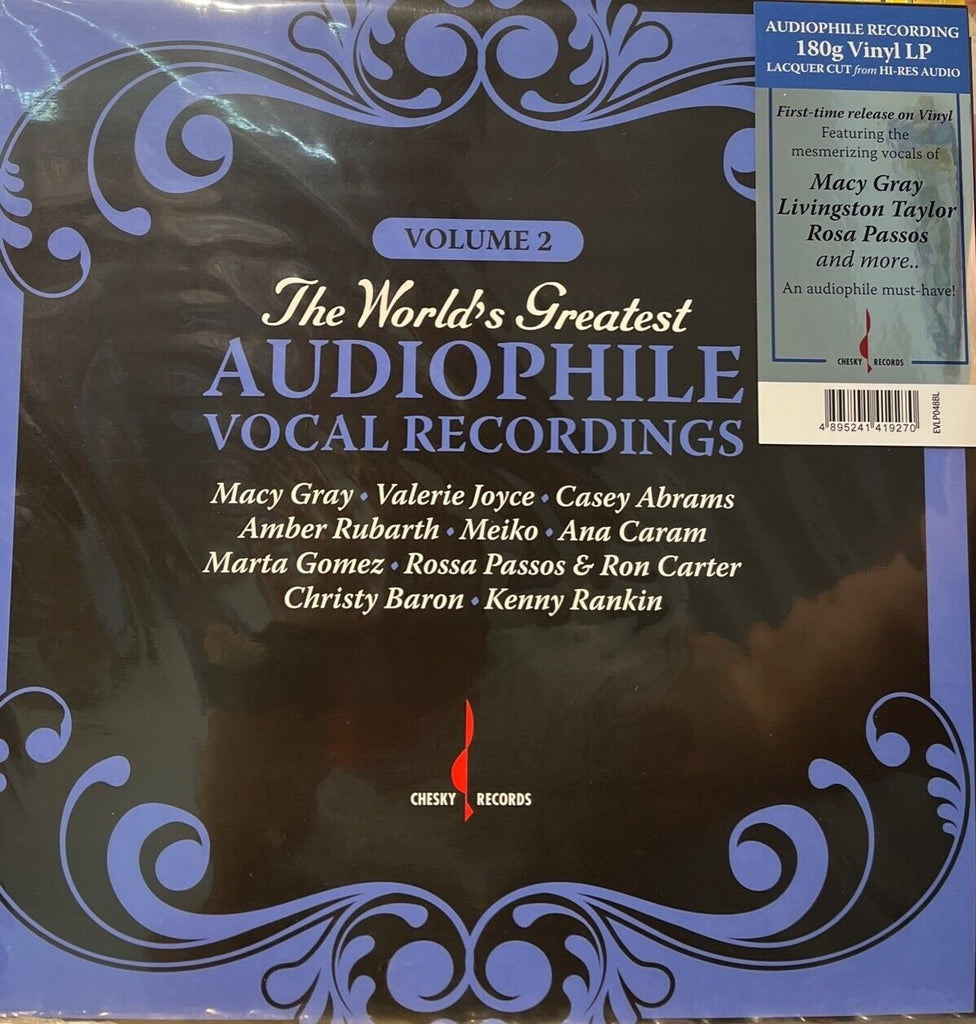 AUDIOPHILE RECORDING
180g Vinyl LP
LACQUER CUT from HI-RES AUDIO
First-time release on Vinyl
Featuring the
mesmerizing vocals of
Macy Gray
Livingston Taylor
Rosa Passos
and more..
An audiophile must-have!
CHESKY RECORDS
4 895241 419270
EVLP048BL
VOLUME 2
The World's Greatest
AUDIOPHILE
VOCAL RECORDINGS
Macy Gray • Valerie Joyce • Casey Abrams
Amber Rubarth • Meiko • Ana Caram
Marta Gomez • Rossa Passos & Ron Carter
Christy Baron • Kenny Rankin
CHESKY RECORDS